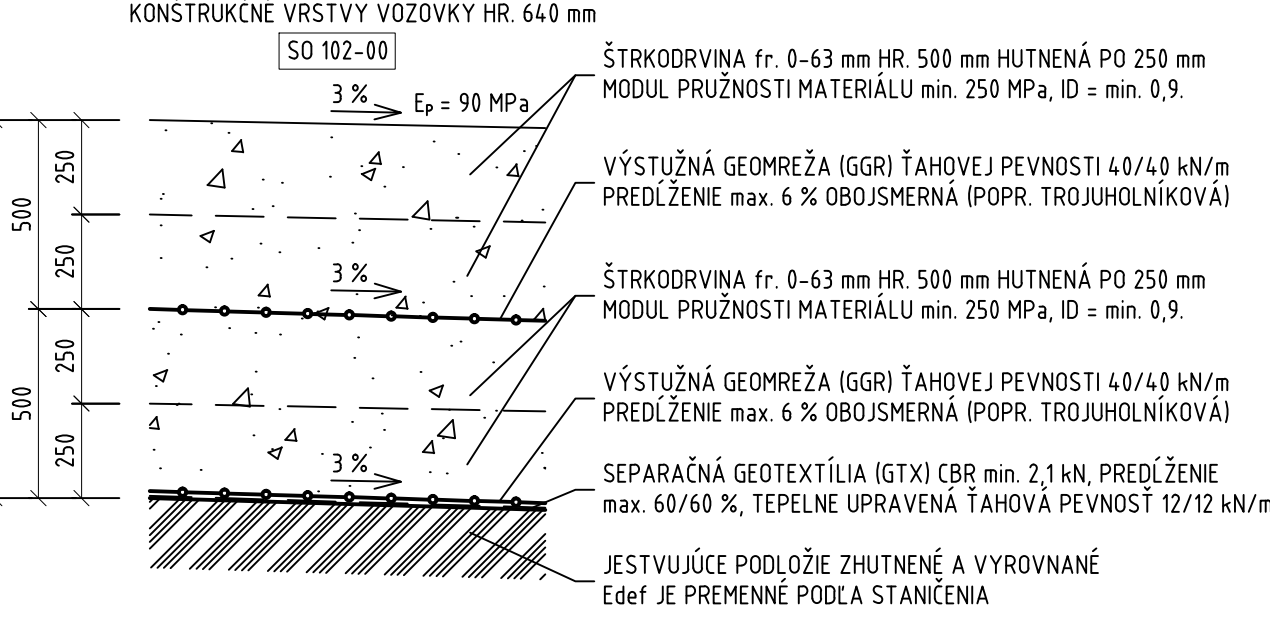 KONŠTRUKČNÉ VRSTVY VOZOVKY HR. 640 mm
SO 102-00
3 %
Eₚ = 90 MPa
ŠTRKODRVINA fr. 0-63 mm HR. 500 mm HUTNENÁ PO 250 mm
MODUL PRUŽNOSTI MATERIÁLU min. 250 MPa, ID = min. 0,9.
VÝSTUŽNÁ GEOMREŽA (GGR) ŤAHOVEJ PEVNOSTI 40/40 kN/m
PREDĹŽENIE max. 6 % OBOJSMERNÁ (POPR. TROJUHOLNÍKOVÁ)
500
250
250
3 %
ŠTRKODRVINA fr. 0-63 mm HR. 500 mm HUTNENÁ PO 250 mm
MODUL PRUŽNOSTI MATERIÁLU min. 250 MPa, ID = min. 0,9.
VÝSTUŽNÁ GEOMREŽA (GGR) ŤAHOVEJ PEVNOSTI 40/40 kN/m
PREDĹŽENIE max. 6 % OBOJSMERNÁ (POPR. TROJUHOLNÍKOVÁ)
500
250
250
3 %
SEPARAČNÁ GEOTEXTÍLIA (GTX) CBR min. 2,1 kN, PREDĹŽENIE
max. 60/60 %, TEPELNE UPRAVENÁ ŤAHOVÁ PEVNOSŤ 12/12 kN/m
JESTVUJÚCE PODLOŽIE ZHUTNENÉ A VYROVNANÉ
Edef JE PREMENNÉ PODĽA STANIČENIA